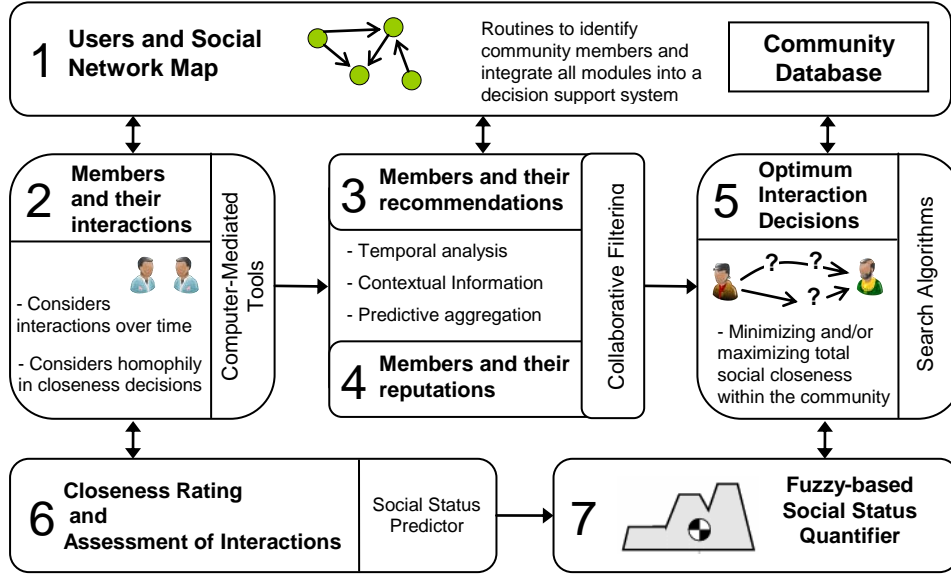 1
Users and Social
Network Map
Routines to identify
community members and
integrate all modules into a
decision support system
Community
Database
2
Members
and their
interactions
- Considers
interactions over time
- Considers homophily
in closeness decisions
Computer-Mediated
Tools
3
Members and their
recommendations
- Temporal analysis
- Contextual Information
- Predictive aggregation
4
Members and their
reputations
Collaborative Filtering
5
Optimum
Interaction
Decisions
?
?
?
- Minimizing and/or
maximizing total
social closeness
within the community
Search Algorithms
6
Closeness Rating
and
Assessment of Interactions
Social Status
Predictor
7
Fuzzy-based
Social Status
Quantifier